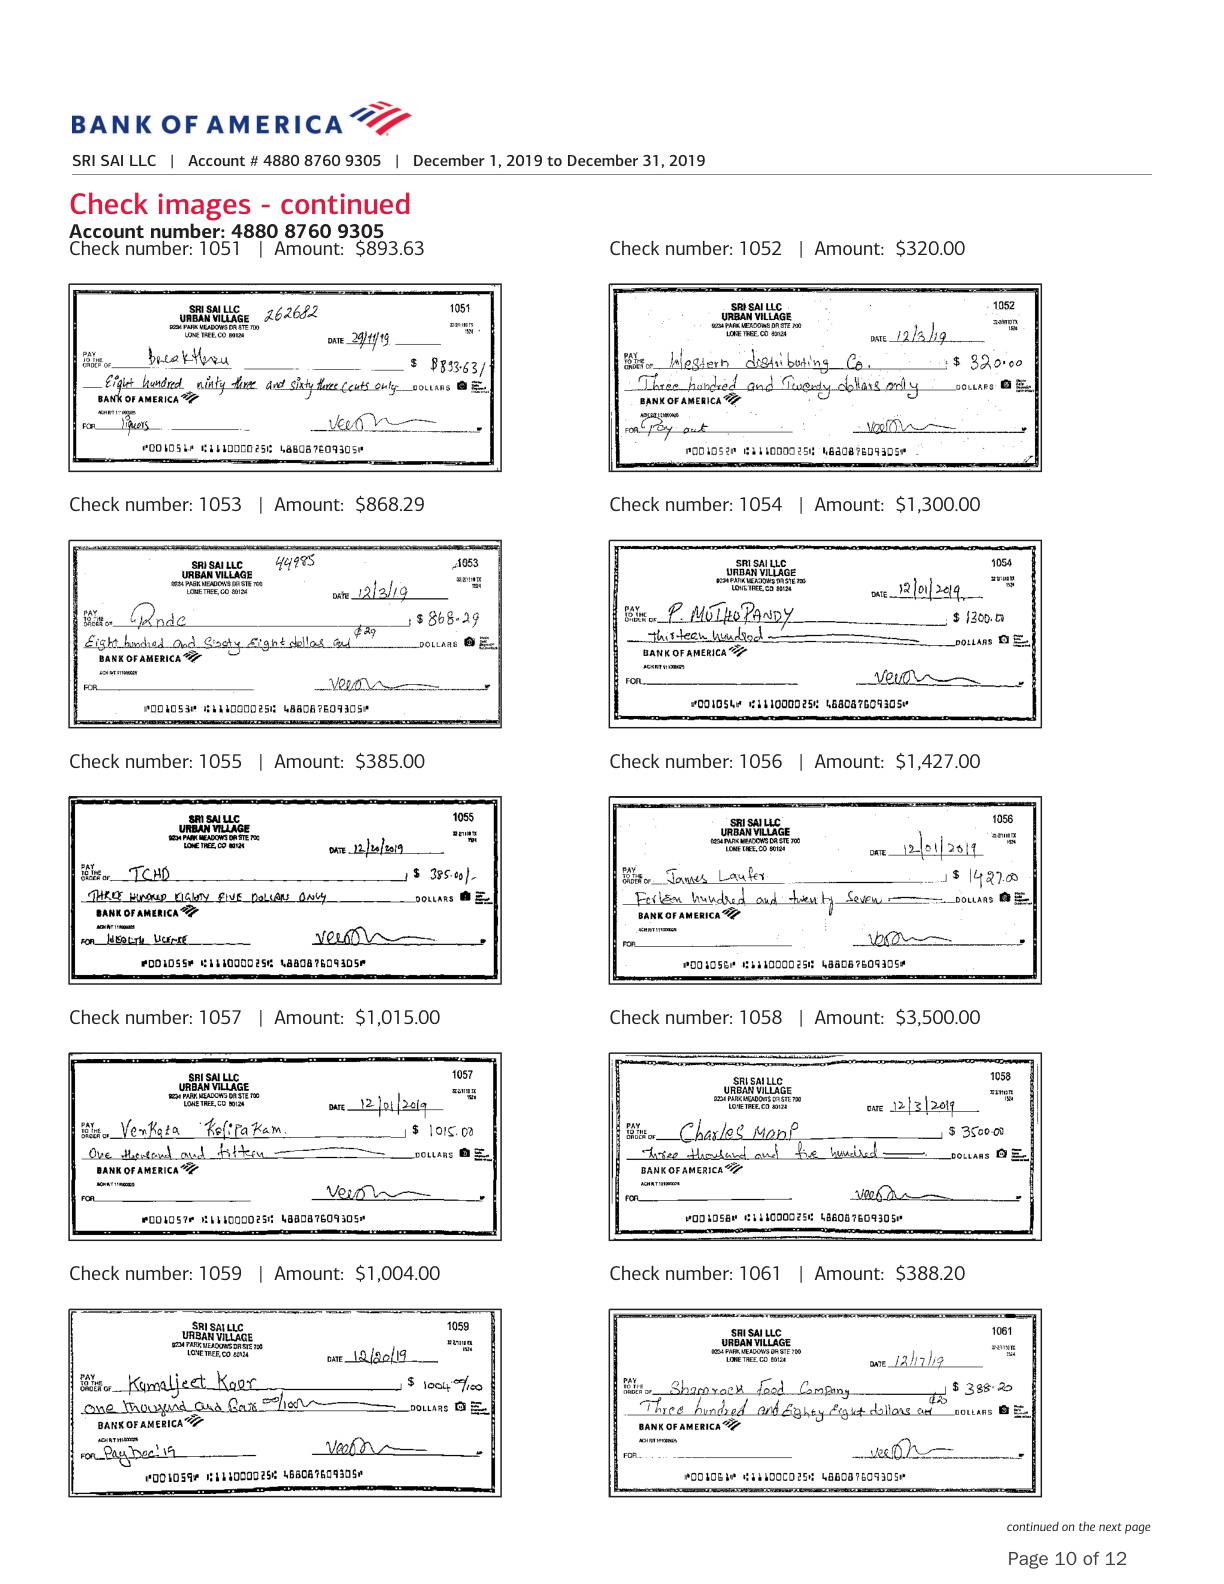 BANK OF AMERICA
SRI SAI LLC | Account # 4880 8760 9305 | December 1, 2019 to December 31, 2019
Check images - continued
Account number: 4880 8760 9305
Check number: 1051 | Amount: $893.63
Check number: 1052 | Amount: $320.00
SRI SAI LLC 262682 1051
URBAN VILLAGE
9234 PARK MEADOWS DR STE 700
LONE TREE, CO 80124
DATE 29/11/19
PAY TO THE ORDER OF Breakthru $ $893.63/
Eight hundred ninty three and sixty three cents only DOLLARS
BANK OF AMERICA
ACH R/T 111000025
FOR liquors
⑈001051⑈ ⑆111000025⑆ 488087609305⑈
SRI SAI LLC 1052
URBAN VILLAGE
9234 PARK MEADOWS DR STE 700
LONE TREE, CO 80124
DATE 12/3/19
PAY TO THE ORDER OF Western distributing Co. $ 320.00
Three hundred and Twenty dollars only DOLLARS
BANK OF AMERICA
ACH R/T 111000025
FOR Pay out
⑈001052⑈ ⑆111000025⑆ 488087609305⑈
Check number: 1053 | Amount: $868.29
Check number: 1054 | Amount: $1,300.00
SRI SAI LLC 44985 1053
URBAN VILLAGE
9234 PARK MEADOWS DR STE 700
LONE TREE, CO 80124
DATE 12/3/19
PAY TO THE ORDER OF Rndc $ 868.29
Eight hundred and Sixty Eight dollars and ¢29 DOLLARS
BANK OF AMERICA
ACH R/T 111000025
FOR
⑈001053⑈ ⑆111000025⑆ 488087609305⑈
SRI SAI LLC 1054
URBAN VILLAGE
9234 PARK MEADOWS DR STE 700
LONE TREE, CO 80124
DATE 12/01/2019
PAY TO THE ORDER OF P. MUTHUPANDY $ 1300.00
Thirteen hundred DOLLARS
BANK OF AMERICA
ACH R/T 111000025
FOR
⑈001054⑈ ⑆111000025⑆ 488087609305⑈
Check number: 1055 | Amount: $385.00
Check number: 1056 | Amount: $1,427.00
SRI SAI LLC 1055
URBAN VILLAGE
9234 PARK MEADOWS DR STE 700
LONE TREE, CO 80124
DATE 12/20/2019
PAY TO THE ORDER OF TCHD $ 385.00/-
THREE HUNDRED EIGHTY FIVE DOLLARS ONLY DOLLARS
BANK OF AMERICA
ACH R/T 111000025
FOR HEALTH LICENSE
⑈001055⑈ ⑆111000025⑆ 488087609305⑈
SRI SAI LLC 1056
URBAN VILLAGE
9234 PARK MEADOWS DR STE 700
LONE TREE, CO 80124
DATE 12/01/2019
PAY TO THE ORDER OF James Laufer $ 1427.00
Forteen hundred and twenty Seven DOLLARS
BANK OF AMERICA
ACH R/T 111000025
FOR
⑈001056⑈ ⑆111000025⑆ 488087609305⑈
Check number: 1057 | Amount: $1,015.00
Check number: 1058 | Amount: $3,500.00
SRI SAI LLC 1057
URBAN VILLAGE
9234 PARK MEADOWS DR STE 700
LONE TREE, CO 80124
DATE 12/01/2019
PAY TO THE ORDER OF Venkata $ 1015.00
One thousand and fifteen DOLLARS
BANK OF AMERICA
ACH R/T 111000025
FOR
⑈001057⑈ ⑆111000025⑆ 488087609305⑈
SRI SAI LLC 1058
URBAN VILLAGE
9234 PARK MEADOWS DR STE 700
LONE TREE, CO 80124
DATE 12/3/2019
PAY TO THE ORDER OF Charles $ 3500.00
Three thousand and five hundred DOLLARS
BANK OF AMERICA
ACH R/T 111000025
FOR
⑈001058⑈ ⑆111000025⑆ 488087609305⑈
Check number: 1059 | Amount: $1,004.00
Check number: 1061 | Amount: $388.20
SRI SAI LLC 1059
URBAN VILLAGE
9234 PARK MEADOWS DR STE 700
LONE TREE, CO 80124
DATE 12/20/19
PAY TO THE ORDER OF Kamaljeet Kaor $ 1004 00/100
One Thousand and four 00/100 DOLLARS
BANK OF AMERICA
ACH R/T 111000025
FOR Pay Dec'19
⑈001059⑈ ⑆111000025⑆ 488087609305⑈
SRI SAI LLC 1061
URBAN VILLAGE
9234 PARK MEADOWS DR STE 700
LONE TREE, CO 80124
DATE 12/17/19
PAY TO THE ORDER OF Shamrock Food Company $ 388.20
Three hundred and Eighty Eight dollars and ¢20 DOLLARS
BANK OF AMERICA
ACH R/T 111000025
FOR
⑈001061⑈ ⑆111000025⑆ 488087609305⑈
continued on the next page
Page 10 of 12